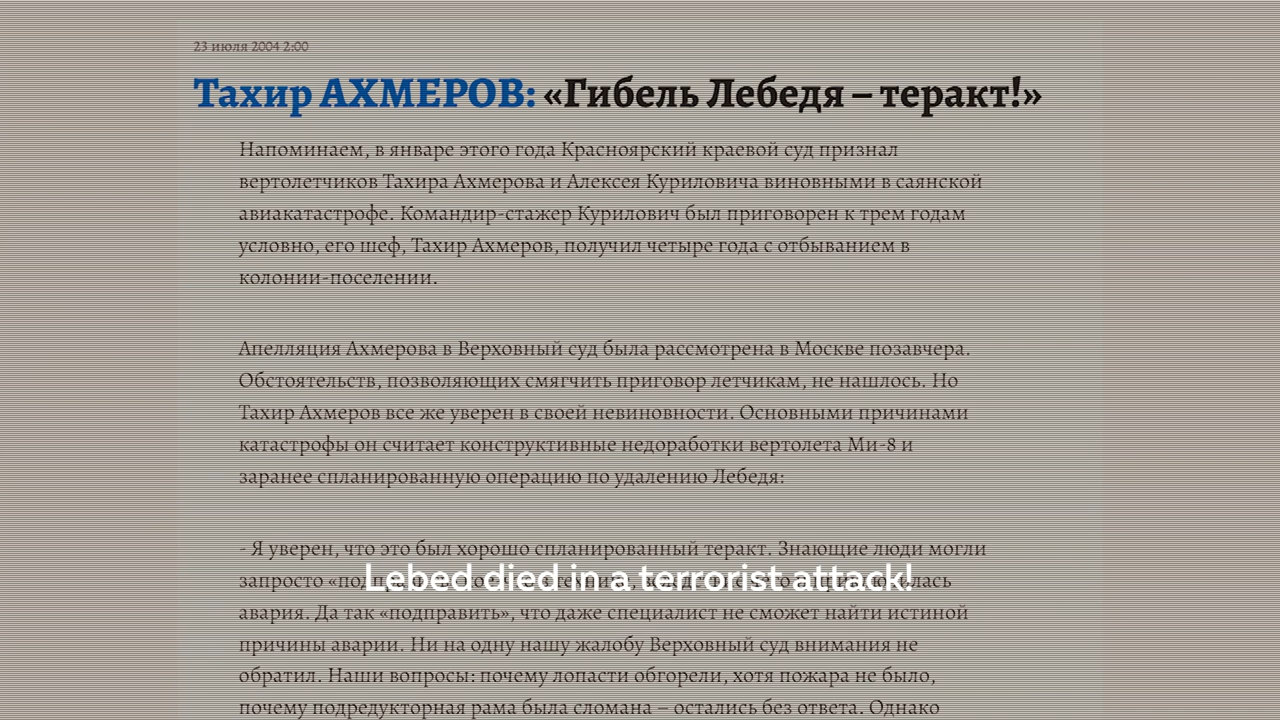 23 июля 2004 2:00
Тахир АХМЕРОВ: «Гибель Лебедя – теракт!»
Напоминаем, в январе этого года Красноярский краевой суд признал
вертолетчиков Тахира Ахмерова и Алексея Куриловича виновными в саянской
авиакатастрофе. Командир-стажер Курилович был приговорен к трем годам
условно, его шеф, Тахир Ахмеров, получил четыре года с отбыванием в
колонии-поселении.
Апелляция Ахмерова в Верховный суд была рассмотрена в Москве позавчера.
Обстоятельств, позволяющих смягчить приговор летчикам, не нашлось. Но
Тахир Ахмеров все же уверен в своей невиновности. Основными причинами
катастрофы он считает конструктивные недоработки вертолета Ми-8 и
заранее спланированную операцию по удалению Лебедя:
- Я уверен, что это был хорошо спланированный теракт. Знающие люди могли
запросто
Lebed died in a terrorist attack!
авария. Да так «подправить», что даже специалист не сможет найти истиной
причины аварии. Ни на одну нашу жалобу Верховный суд внимания не
обратил. Наши вопросы: почему лопасти обгорели, хотя пожара не было,
почему подредукторная рама была сломана – остались без ответа. Однако